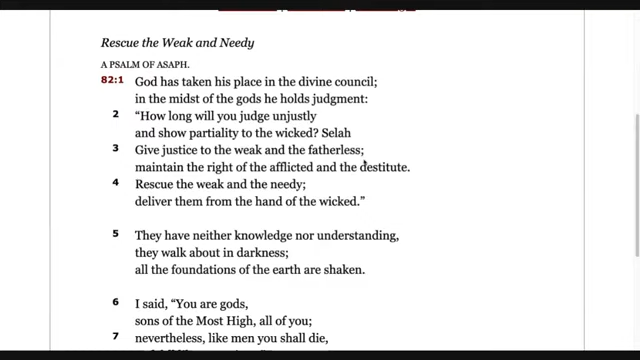 Rescue the Weak and Needy
A PSALM OF ASAPH.
82:1 God has taken his place in the divine council;
in the midst of the gods he holds judgment:
2 “How long will you judge unjustly
and show partiality to the wicked? Selah
3 Give justice to the weak and the fatherless;
maintain the right of the afflicted and the destitute.
4 Rescue the weak and the needy;
deliver them from the hand of the wicked.”
5 They have neither knowledge nor understanding,
they walk about in darkness;
all the foundations of the earth are shaken.
6 I said, “You are gods,
sons of the Most High, all of you;
7 nevertheless, like men you shall die,